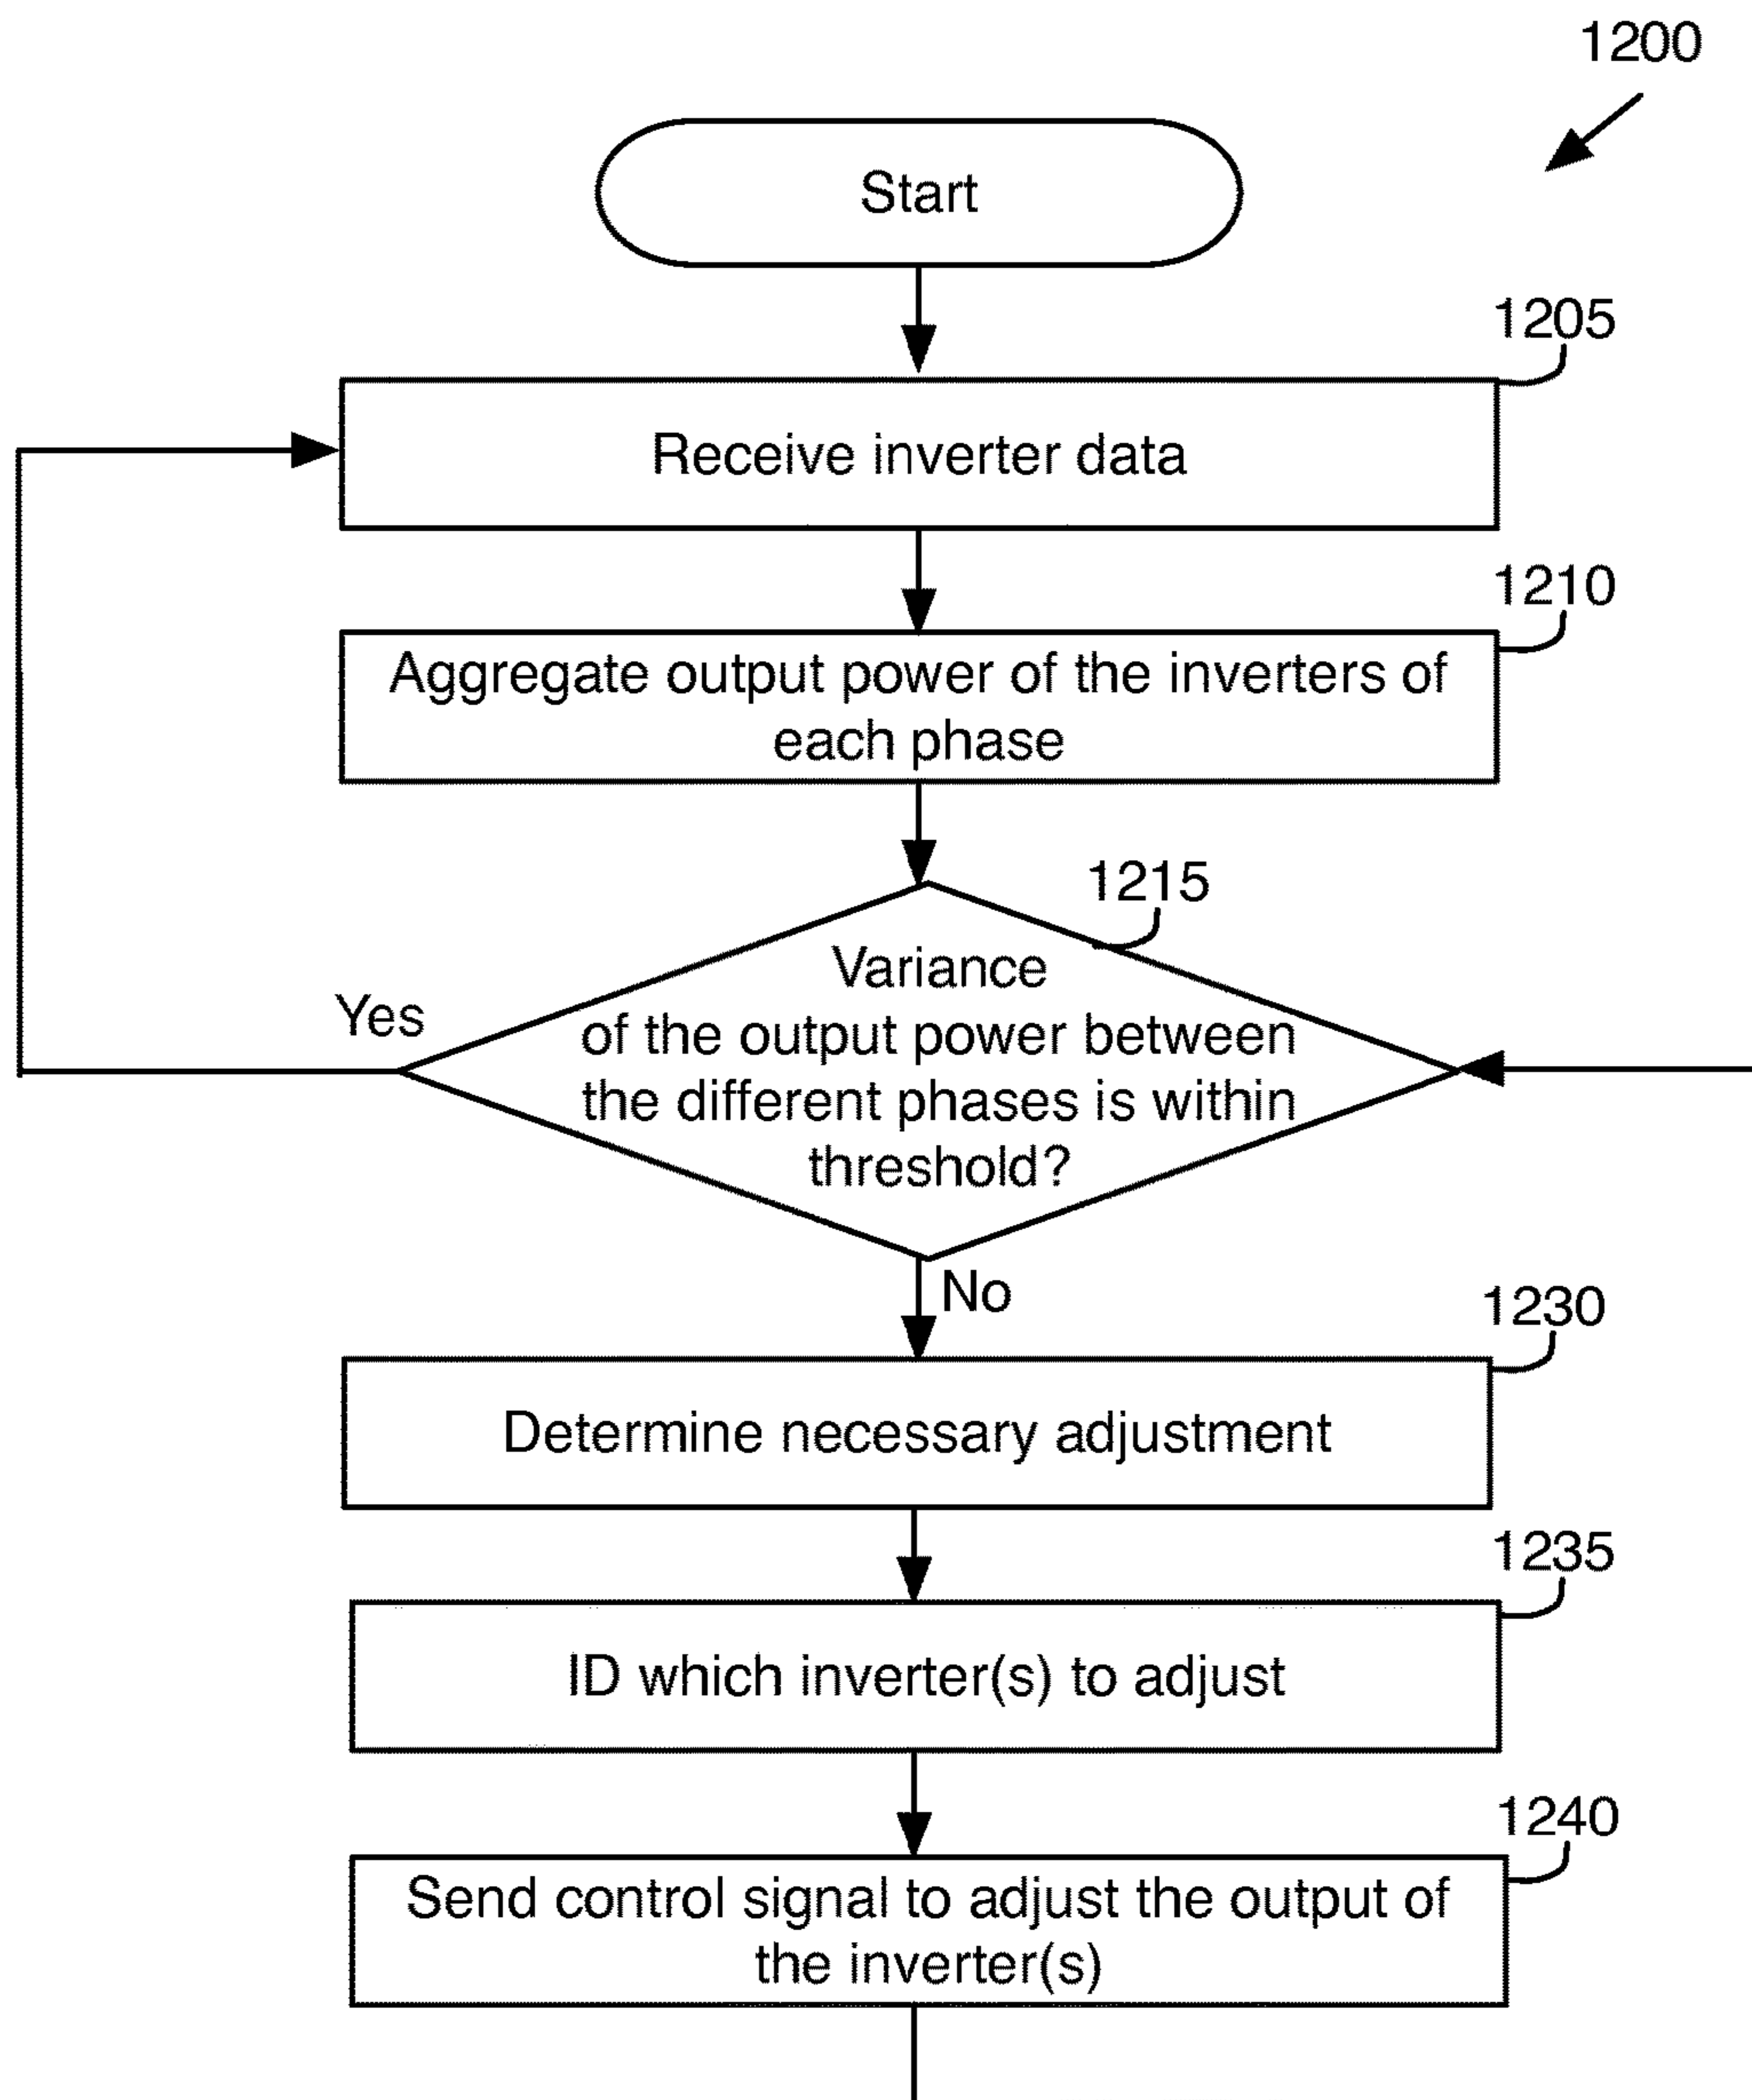 1200
Start
1205
Receive inverter data
1210
Aggregate output power of the inverters of
each phase
1215
Variance
of the output power between
the different phases is within
threshold?
Yes
No
1230
Determine necessary adjustment
1235
ID which inverter(s) to adjust
1240
Send control signal to adjust the output of
the inverter(s)